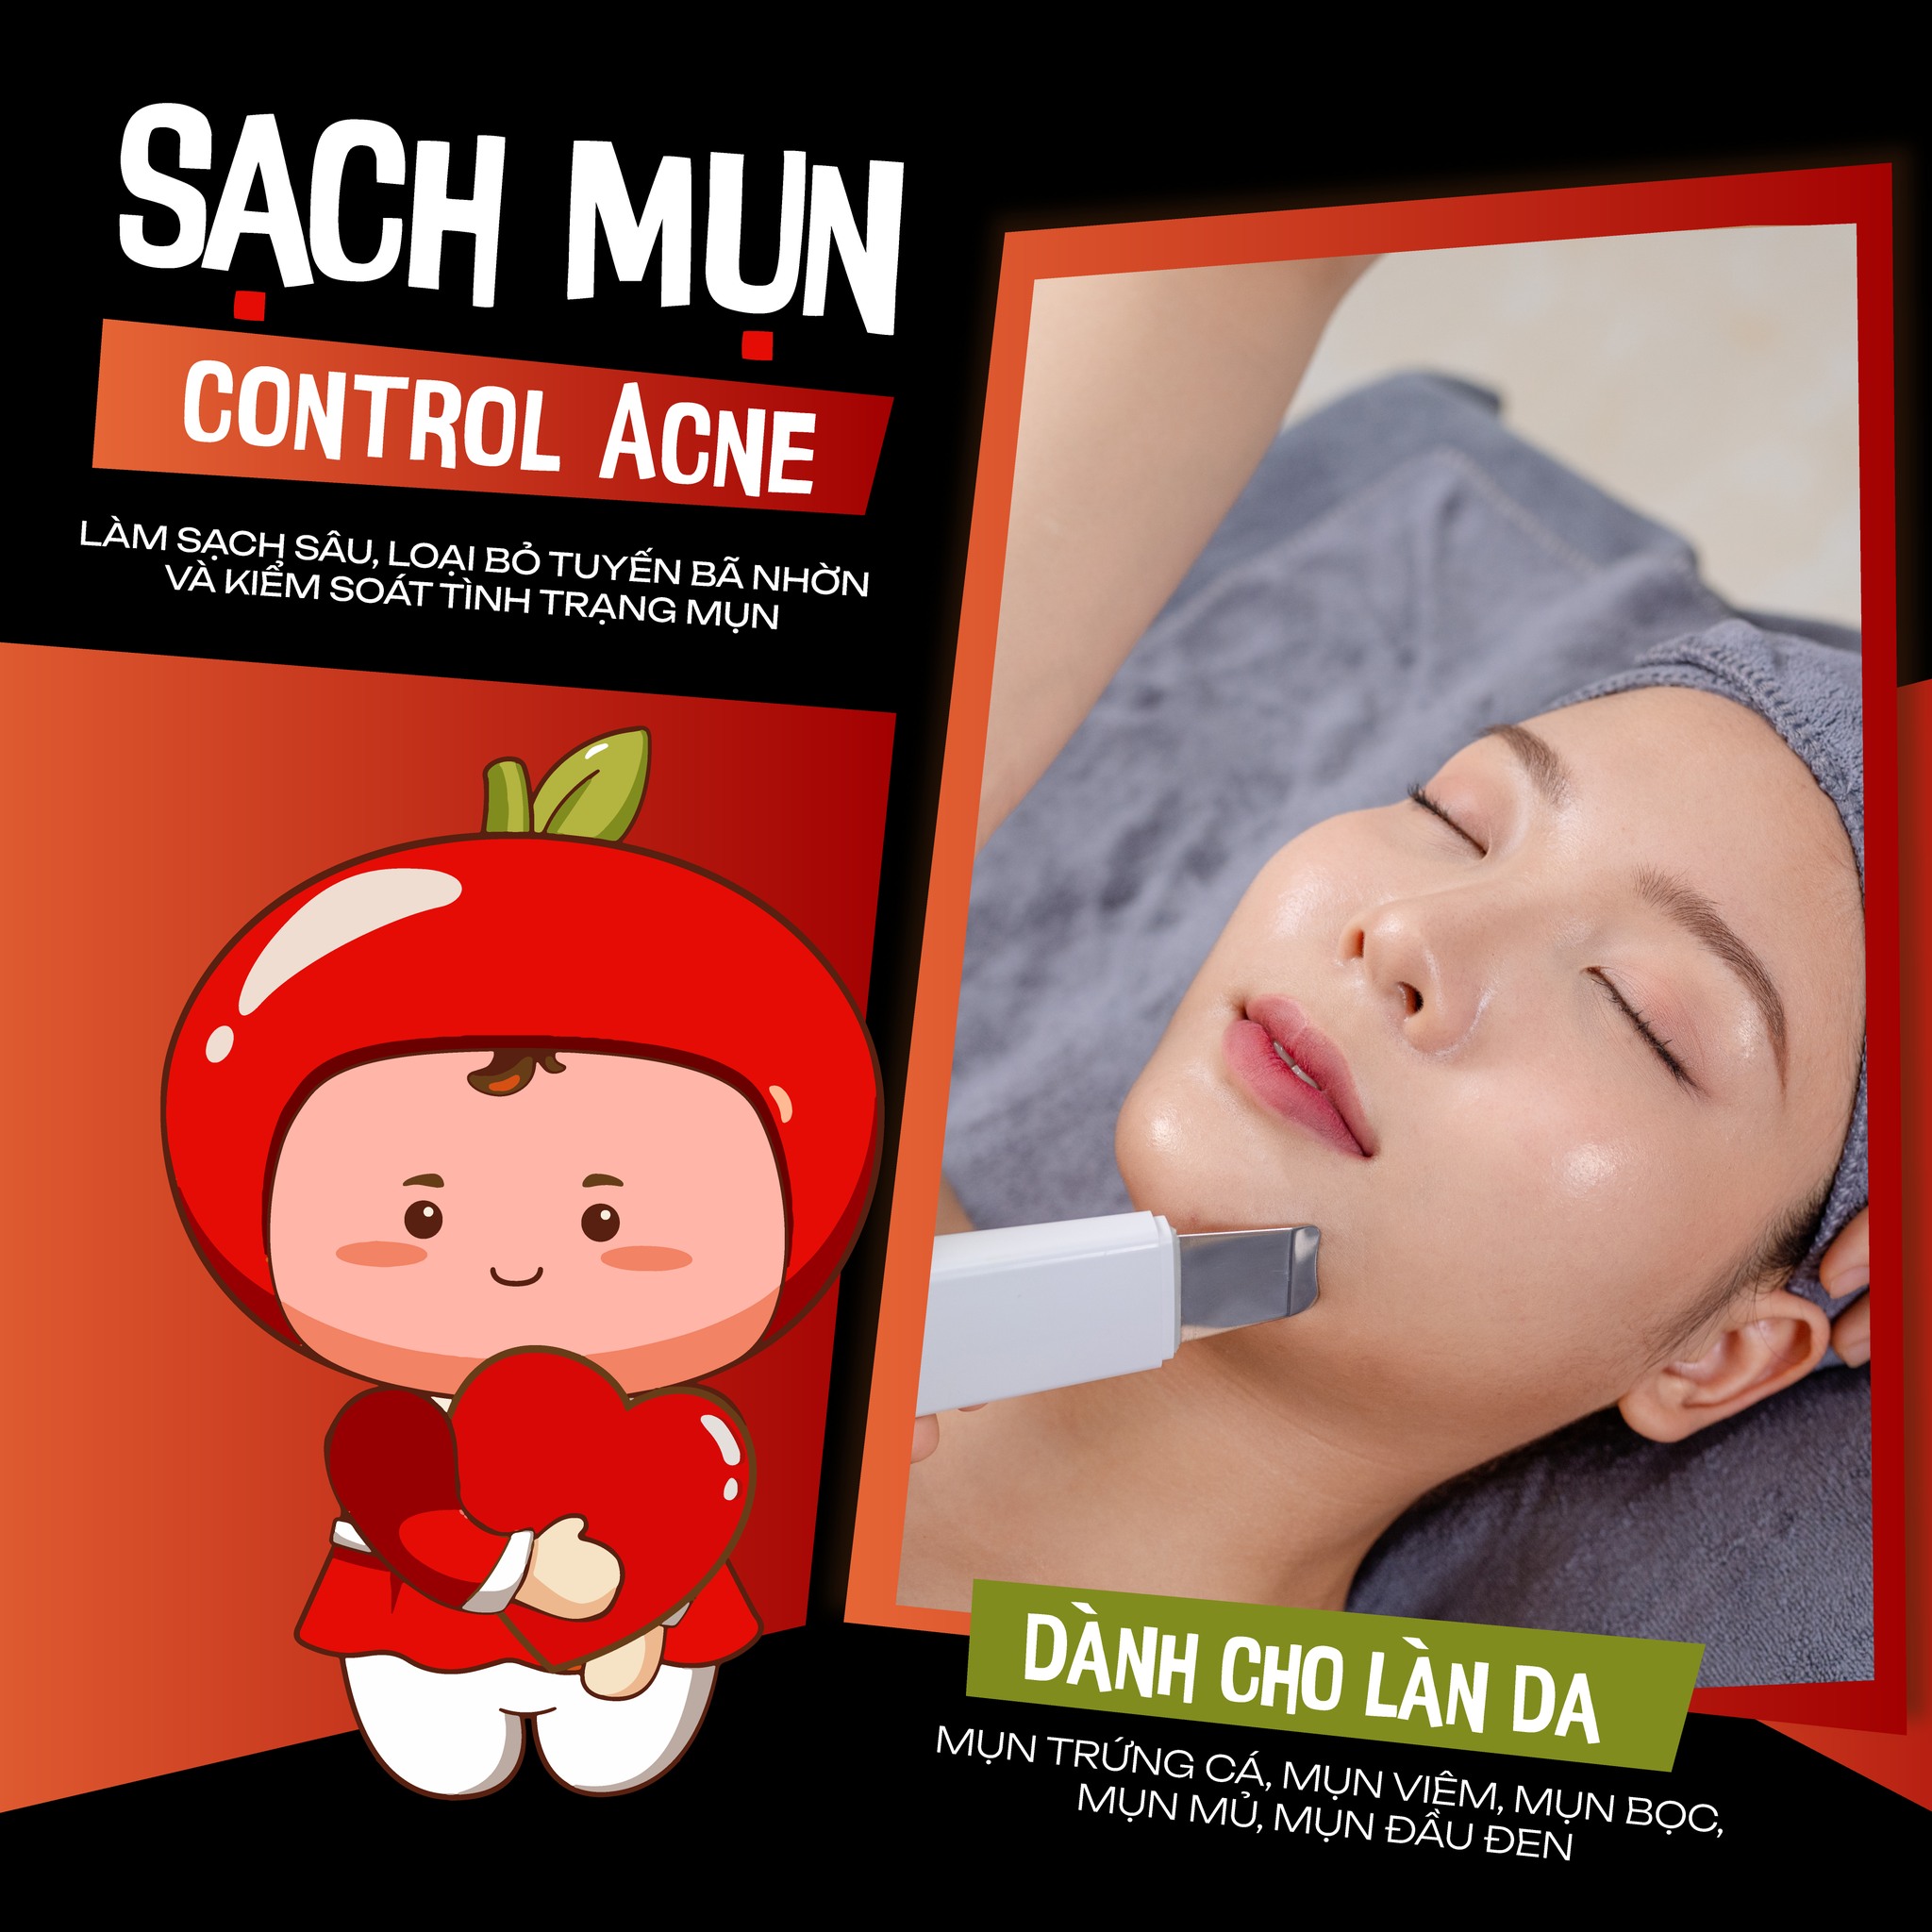 SẠCH MỤN
CONTROL ACNE
LÀM SẠCH SÂU, LOẠI BỎ TUYẾN BÃ NHỜN
VÀ KIỂM SOÁT TÌNH TRẠNG MỤN
DÀNH CHO LÀN DA
MỤN TRỨNG CÁ, MỤN VIÊM, MỤN BỌC,
MỤN MỦ, MỤN ĐẦU ĐEN